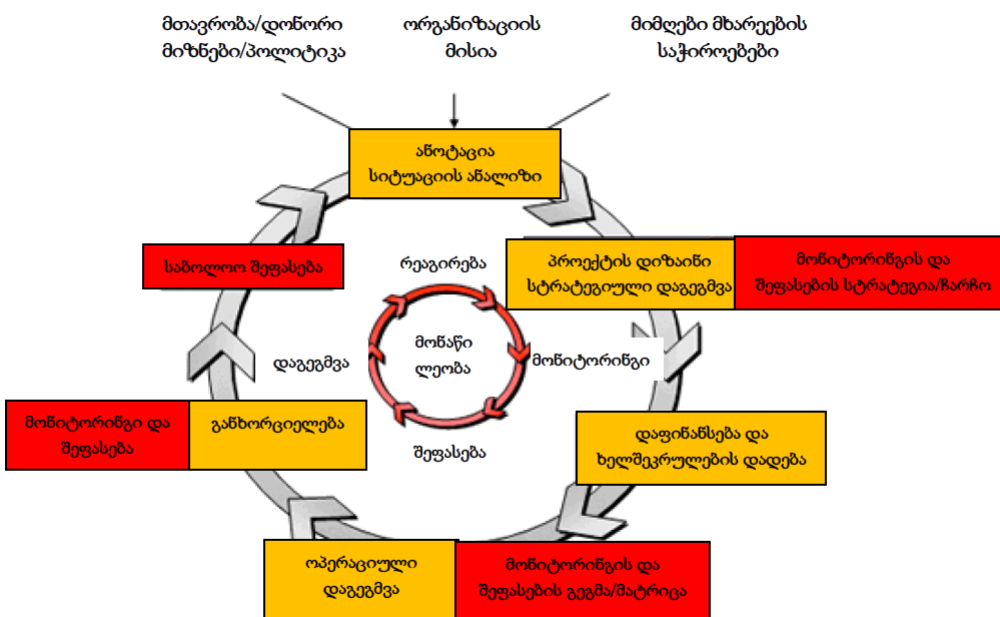 მთავრობა/დონორი
მიზნები/პოლიტიკა
ორგანიზაციის
მისია
მიმღები მხარეების
საჭიროებები
ანოტაცია
სიტუაციის ანალიზი
საბოლოო შეფასება
რეაგირება
პროექტის დიზაინი
სტრატეგიული დაგეგმვა
მონიტორინგის და
შეფასების სტრატეგია/ჩარჩო
დაგეგმვა
მონაწი
ლეობა
მონიტორინგი
მონიტორინგი და
შეფასება
განხორციელება
შეფასება
დაფინანსება და
ხელშეკრულების დადება
ოპერაციული
დაგეგმვა
მონიტორინგის და
შეფასების გეგმა/მატრიცა